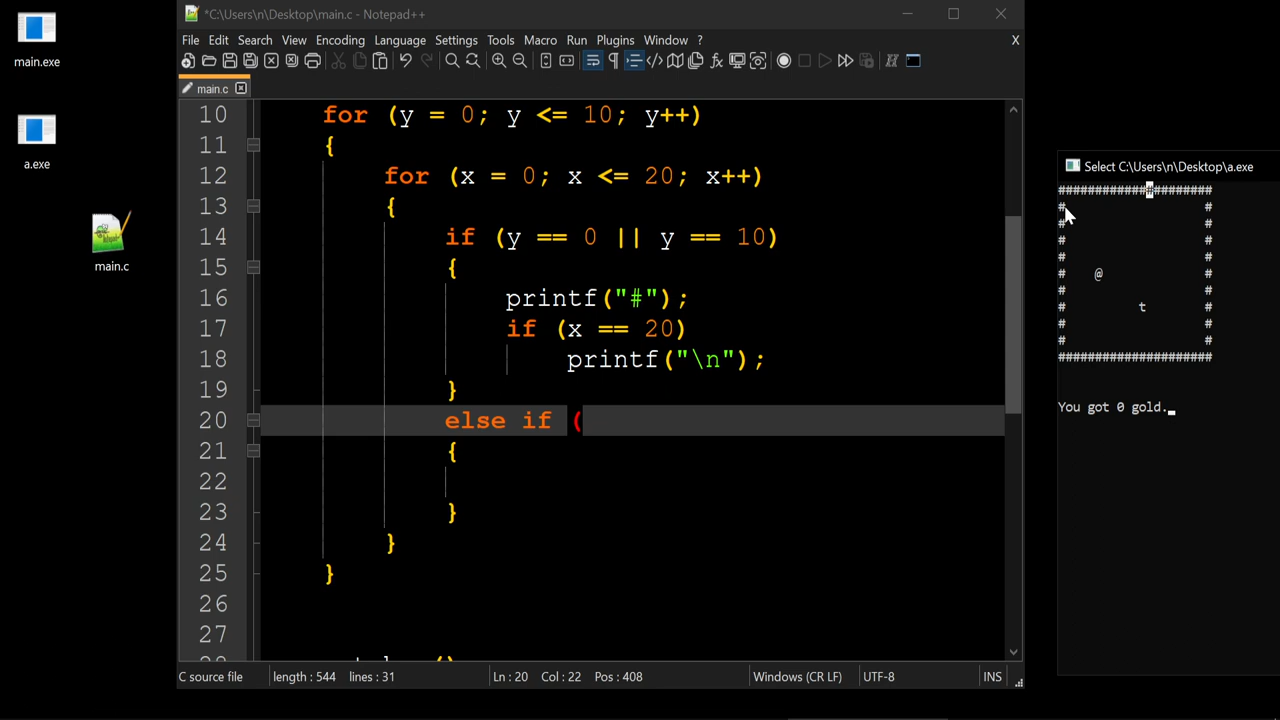 main.exe
a.exe
main.c
*C:\Users\n\Desktop\main.c - Notepad++
File Edit Search View Encoding Language Settings Tools Macro Run Plugins Window ? X
main.c
10 for (y = 0; y <= 10; y++)
11 {
12 for (x = 0; x <= 20; x++)
13 {
14 if (y == 0 || y == 10)
15 {
16 printf("#");
17 if (x == 20)
18 printf("\n");
19 }
20 else if (
21 {
22
23 }
24 }
25 }
26
27
C source file length : 544 lines : 31 Ln : 20 Col : 22 Pos : 408 Windows (CR LF) UTF-8 INS
Select C:\Users\n\Desktop\a.exe
#####################
# #
# #
# #
# #
# @ #
# #
# t #
# #
# #
#####################
You got 0 gold.